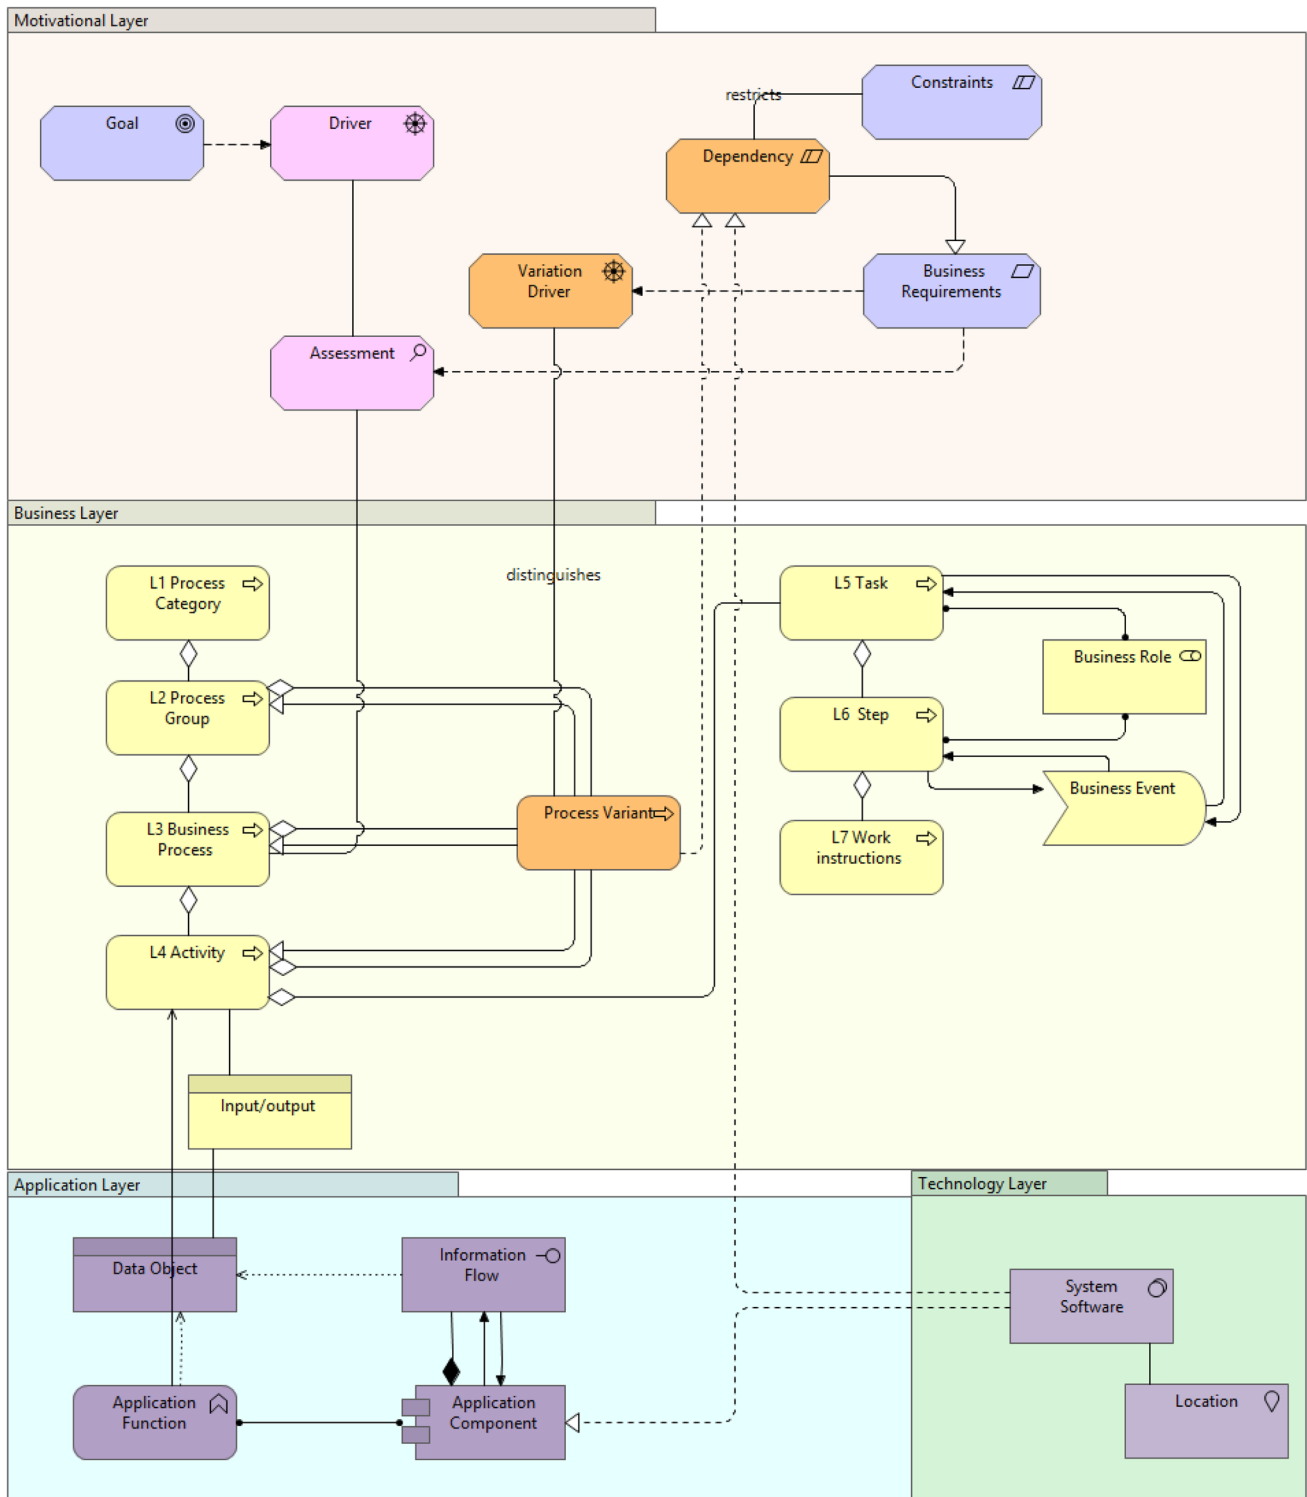 Motivational Layer
Goal
Driver
restricts
Constraints
Dependency
Variation
Driver
Business
Requirements
Assessment
Business Layer
distinguishes
L1 Process
Category
L5 Task
Business Role
L2 Process
Group
L6  Step
Business Event
Process Variant
L3 Business
Process
L7 Work
instructions
L4 Activity
Input/output
Application Layer
Technology Layer
Data Object
Information
Flow
System
Software
Application
Function
Application
Component
Location